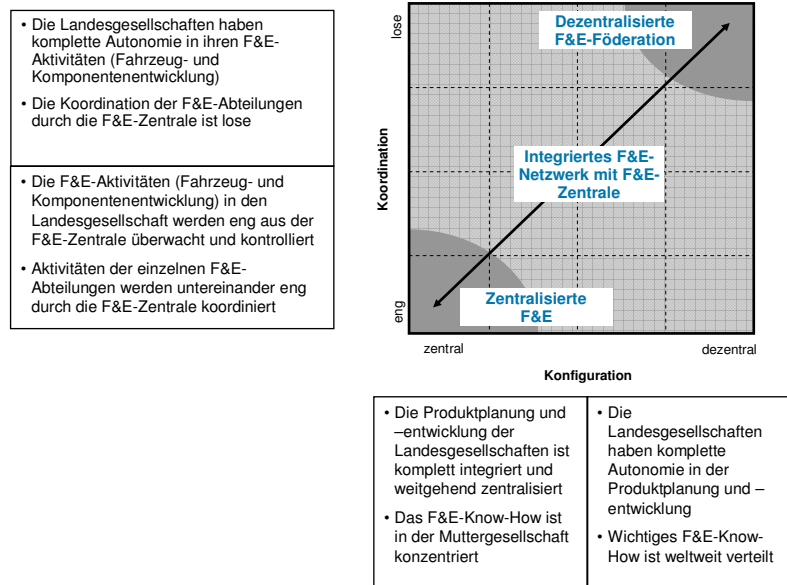 • Die Landesgesellschaften haben
komplette Autonomie in ihren F&E-
Aktivitäten (Fahrzeug- und
Komponentenentwicklung)
• Die Koordination der F&E-Abteilungen
durch die F&E-Zentrale ist lose
• Die F&E-Aktivitäten (Fahrzeug- und
Komponentenentwicklung) in den
Landesgesellschaft werden eng aus der
F&E-Zentrale überwacht und kontrolliert
• Aktivitäten der einzelnen F&E-
Abteilungen werden untereinander eng
durch die F&E-Zentrale koordiniert
lose
Koordination
eng
Dezentralisierte
F&E-Föderation
Integriertes F&E-
Netzwerk mit F&E-
Zentrale
Zentralisierte
F&E
zentral
dezentral
Konfiguration
• Die Produktplanung und
–entwicklung der
Landesgesellschaften ist
komplett integriert und
weitgehend zentralisiert
• Das F&E-Know-How ist
in der Muttergesellschaft
konzentriert
• Die
Landesgesellschaften
haben komplette
Autonomie in der
Produktplanung und –
entwicklung
• Wichtiges F&E-Know-
How ist weltweit verteilt